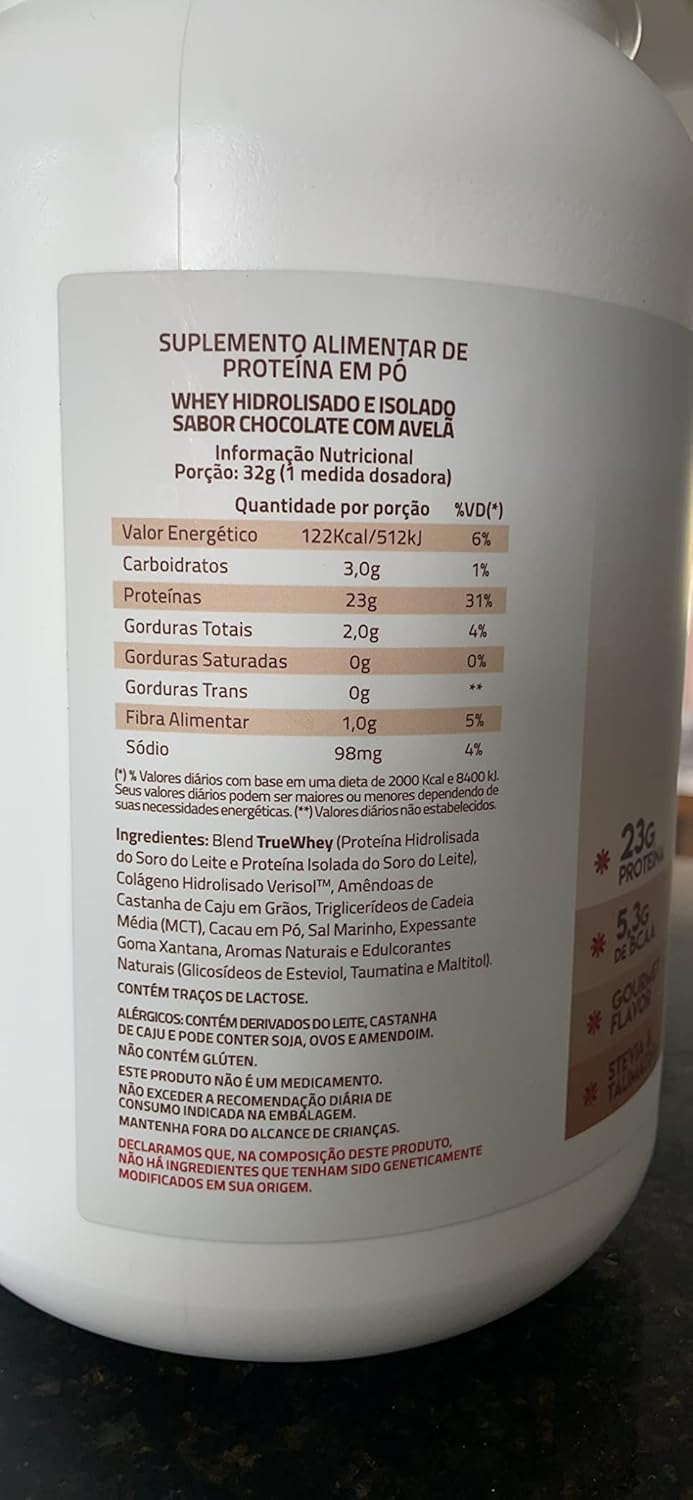 SUPLEMENTO ALIMENTAR DE
PROTEÍNA EM PÓ
WHEY HIDROLISADO E ISOLADO
SABOR CHOCOLATE COM AVELÃ
Informação Nutricional
Porção: 32g (1 medida dosadora)
Quantidade por porção %VD(*)
Valor Energético 122Kcal/512kJ 6%
Carboidratos 3,0g 1%
Proteínas 23g 31%
Gorduras Totais 2,0g 4%
Gorduras Saturadas 0g 0%
Gorduras Trans 0g **
Fibra Alimentar 1,0g 5%
Sódio 98mg 4%
(*) % Valores diários com base em uma dieta de 2000 Kcal e 8400 kJ.
Seus valores diários podem ser maiores ou menores dependendo de
suas necessidades energéticas. (**) Valores diários não estabelecidos.
Ingredientes: Blend TrueWhey (Proteína Hidrolisada
do Soro do Leite e Proteína Isolada do Soro do Leite),
Colágeno Hidrolisado Verisol™, Amêndoas de
Castanha de Caju em Grãos, Triglicerídeos de Cadeia
Média (MCT), Cacau em Pó, Sal Marinho, Expessante
Goma Xantana, Aromas Naturais e Edulcorantes
Naturais (Glicosídeos de Esteviol, Taumatina e Maltitol).
CONTÉM TRAÇOS DE LACTOSE.
ALÉRGICOS: CONTÉM DERIVADOS DO LEITE, CASTANHA
DE CAJU E PODE CONTER SOJA, OVOS E AMENDOIM.
NÃO CONTÉM GLÚTEN.
ESTE PRODUTO NÃO É UM MEDICAMENTO.
NÃO EXCEDER A RECOMENDAÇÃO DIÁRIA DE
CONSUMO INDICADA NA EMBALAGEM.
MANTENHA FORA DO ALCANCE DE CRIANÇAS.
DECLARAMOS QUE, NA COMPOSIÇÃO DESTE PRODUTO,
NÃO HÁ INGREDIENTES QUE TENHAM SIDO GENETICAMENTE
MODIFICADOS EM SUA ORIGEM.
23G
PROTEÍNA
5,3G
DE BCAA
GOURMET
FLAVOR
STEVIA